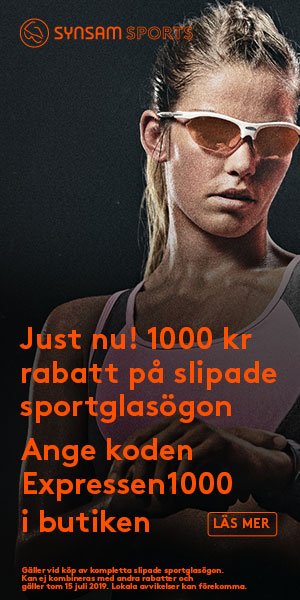 SYNSAM SPORTS
Just nu! 1000 kr
rabatt på slipade
sportglasögon
Ange koden
Expressen1000
i butiken
LÄS MER
Gäller vid köp av kompletta slipade sportglasögon.
Kan ej kombineras med andra rabatter och
gäller tom 15 juli 2019. Lokala avvikelser kan förekomma.